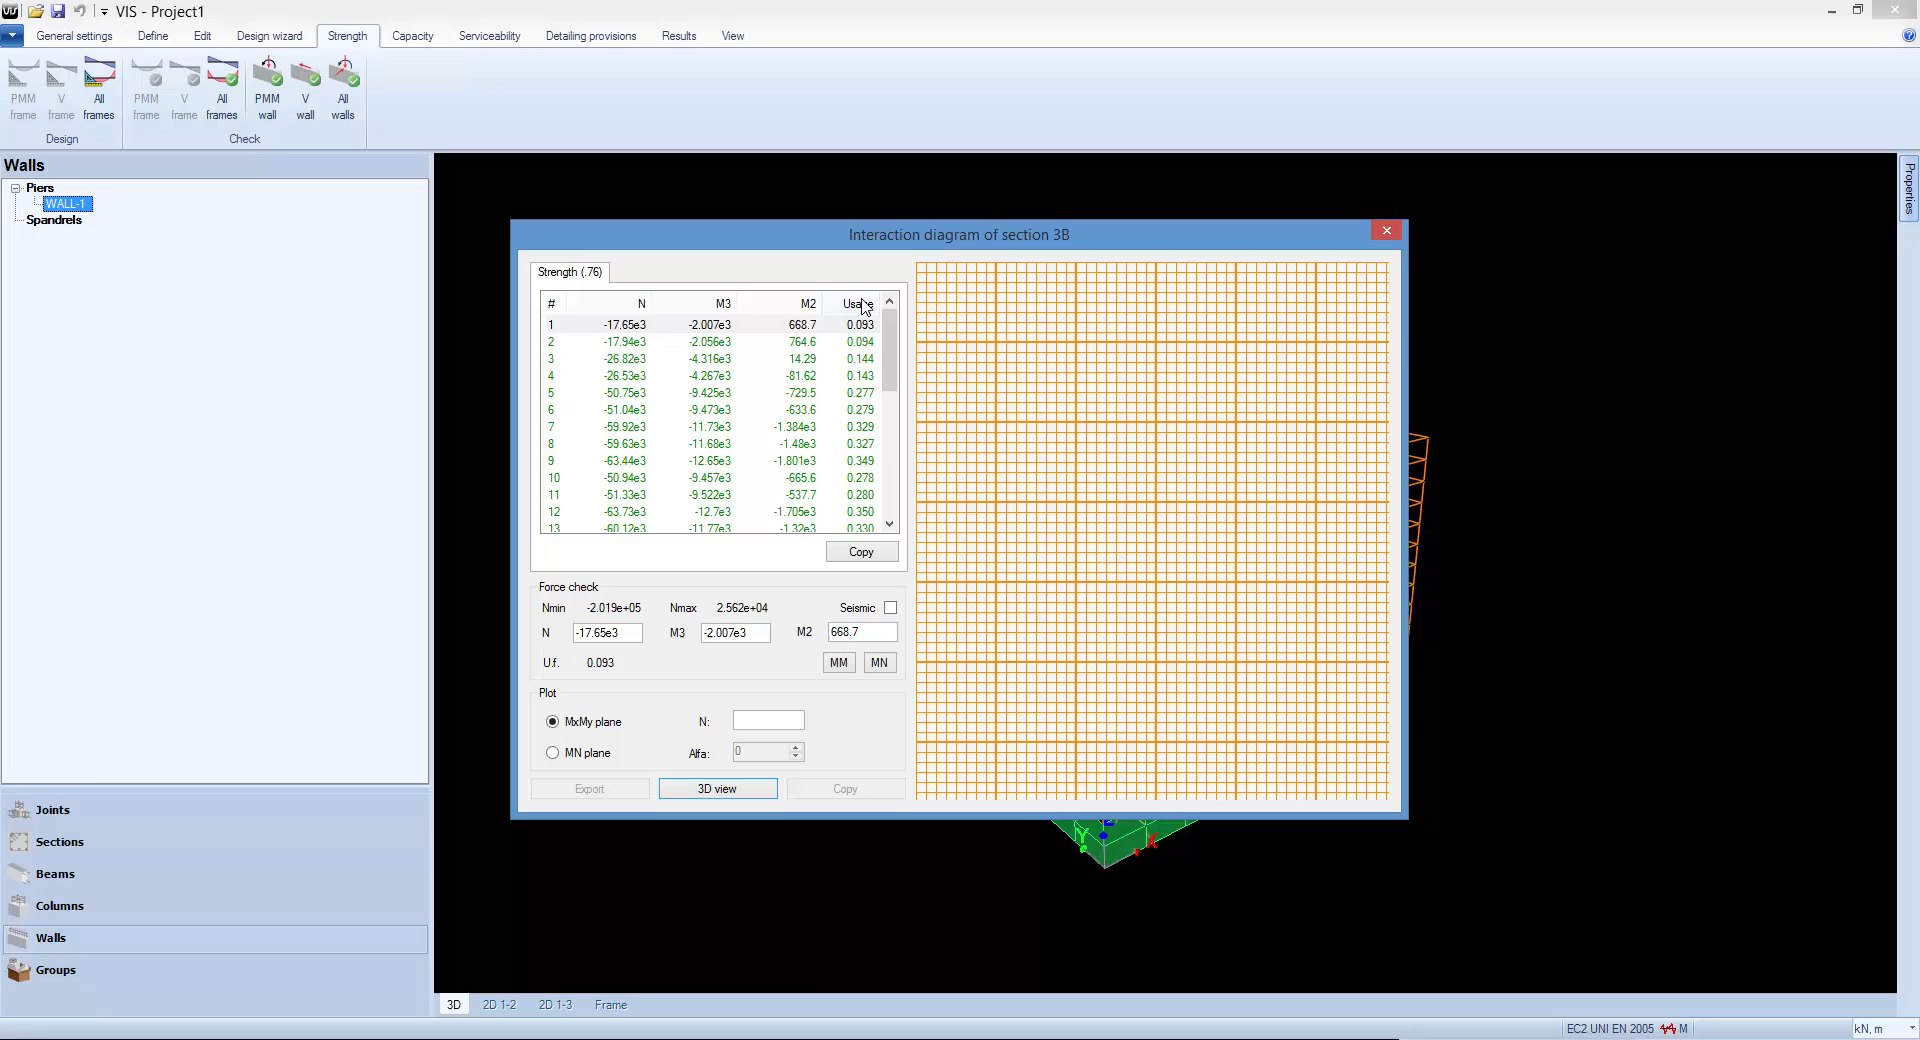 VIS - Project1
General settings Define Edit Design wizard Strength Capacity Serviceability Detailing provisions Results View
PMM frame V frame All frames PMM frame V frame All frames PMM wall V wall All walls
Design Check
Walls
Piers
WALL-1
Spandrels
Joints
Sections
Beams
Columns
Walls
Groups
Properties
Interaction diagram of section 3B
Strength (.76)
# N M3 M2 Usage
1 -17.65e3 -2.007e3 668.7 0.093
2 -17.94e3 -2.056e3 764.6 0.094
3 -26.82e3 -4.316e3 14.29 0.144
4 -26.53e3 -4.267e3 -81.62 0.143
5 -50.75e3 -9.425e3 -729.5 0.277
6 -51.04e3 -9.473e3 -633.6 0.279
7 -59.92e3 -11.73e3 -1.384e3 0.329
8 -59.63e3 -11.68e3 -1.48e3 0.327
9 -63.44e3 -12.65e3 -1.801e3 0.349
10 -50.94e3 -9.457e3 -665.6 0.278
11 -51.33e3 -9.522e3 -537.7 0.280
12 -63.73e3 -12.7e3 -1.705e3 0.350
13 -60.12e3 -11.77e3 -1.32e3 0.330
Copy
Force check
Nmin -2.019e+05 Nmax 2.562e+04 Seismic
N -17.65e3 M3 -2.007e3 M2 668.7
U.f. 0.093 MM MN
Plot
MxMy plane N:
MN plane Alfa: 0
Export 3D view Copy
Y X
3D 2D 1-2 2D 1-3 Frame
EC2 UNI EN 2005 M kN, m